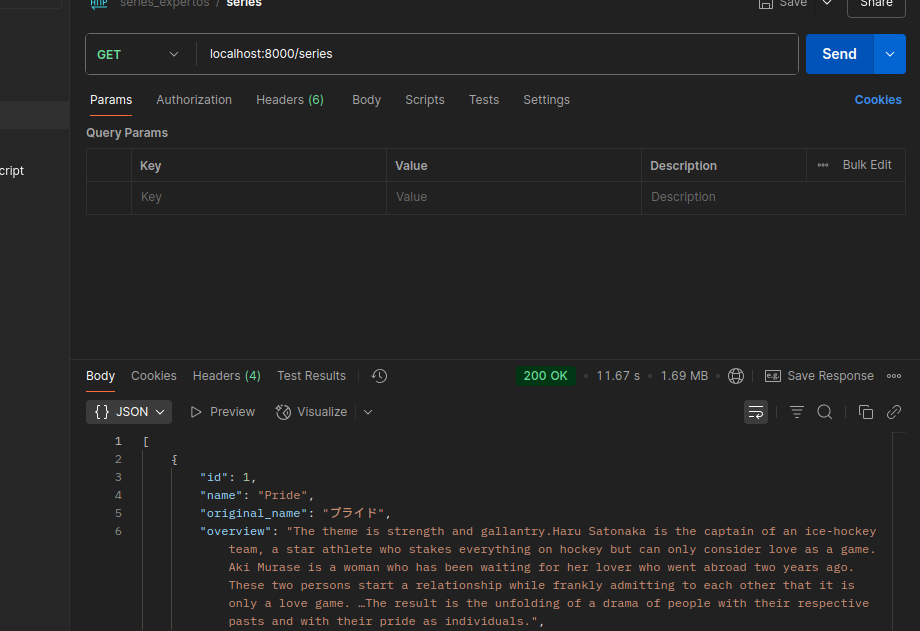 HTTP series_expertos / series Save Share
GET localhost:8000/series Send
Params Authorization Headers (6) Body Scripts Tests Settings Cookies
Query Params
Key Value Description Bulk Edit
Key Value Description
cript
Body Cookies Headers (4) Test Results 200 OK 11.67 s 1.69 MB e.g. Save Response
{} JSON Preview Visualize
1 [
2 {
3 "id": 1,
4 "name": "Pride",
5 "original_name": "プライド",
6 "overview": "The theme is strength and gallantry.Haru Satonaka is the captain of an ice-hockey
team, a star athlete who stakes everything on hockey but can only consider love as a game.
Aki Murase is a woman who has been waiting for her lover who went abroad two years ago.
These two persons start a relationship while frankly admitting to each other that it is
only a love game. …The result is the unfolding of a drama of people with their respective
pasts and with their pride as individuals.",